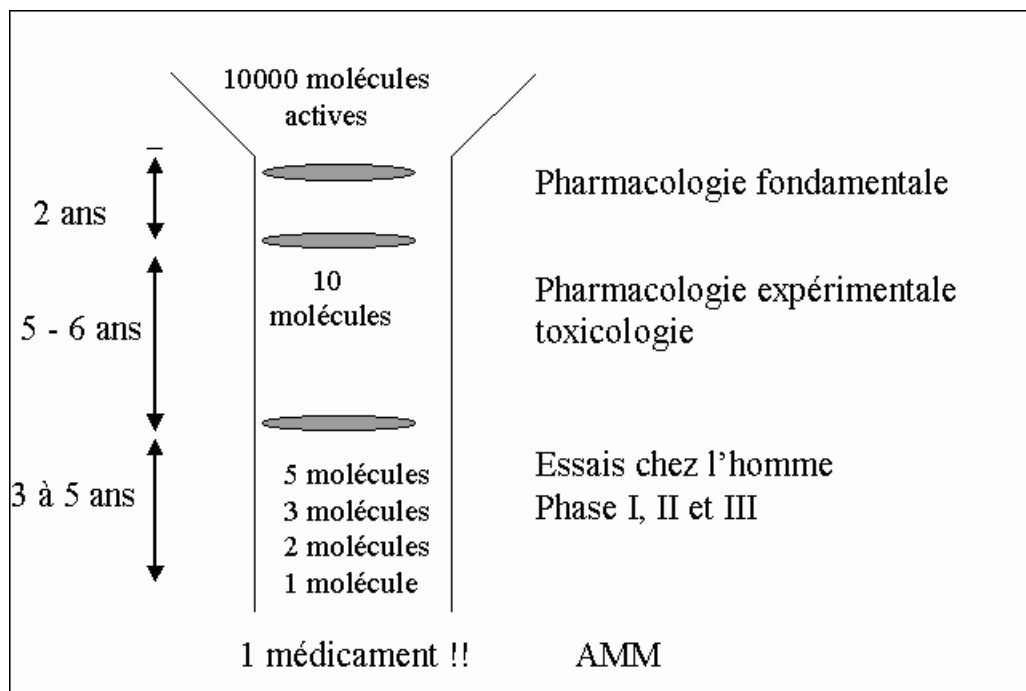 10000 molécules
actives
Pharmacologie fondamentale
2 ans
10
molécules
Pharmacologie expérimentale
toxicologie
5 - 6 ans
5 molécules
3 molécules
2 molécules
1 molécule
Essais chez l'homme
Phase I, II et III
3 à 5 ans
1 médicament !!
AMM